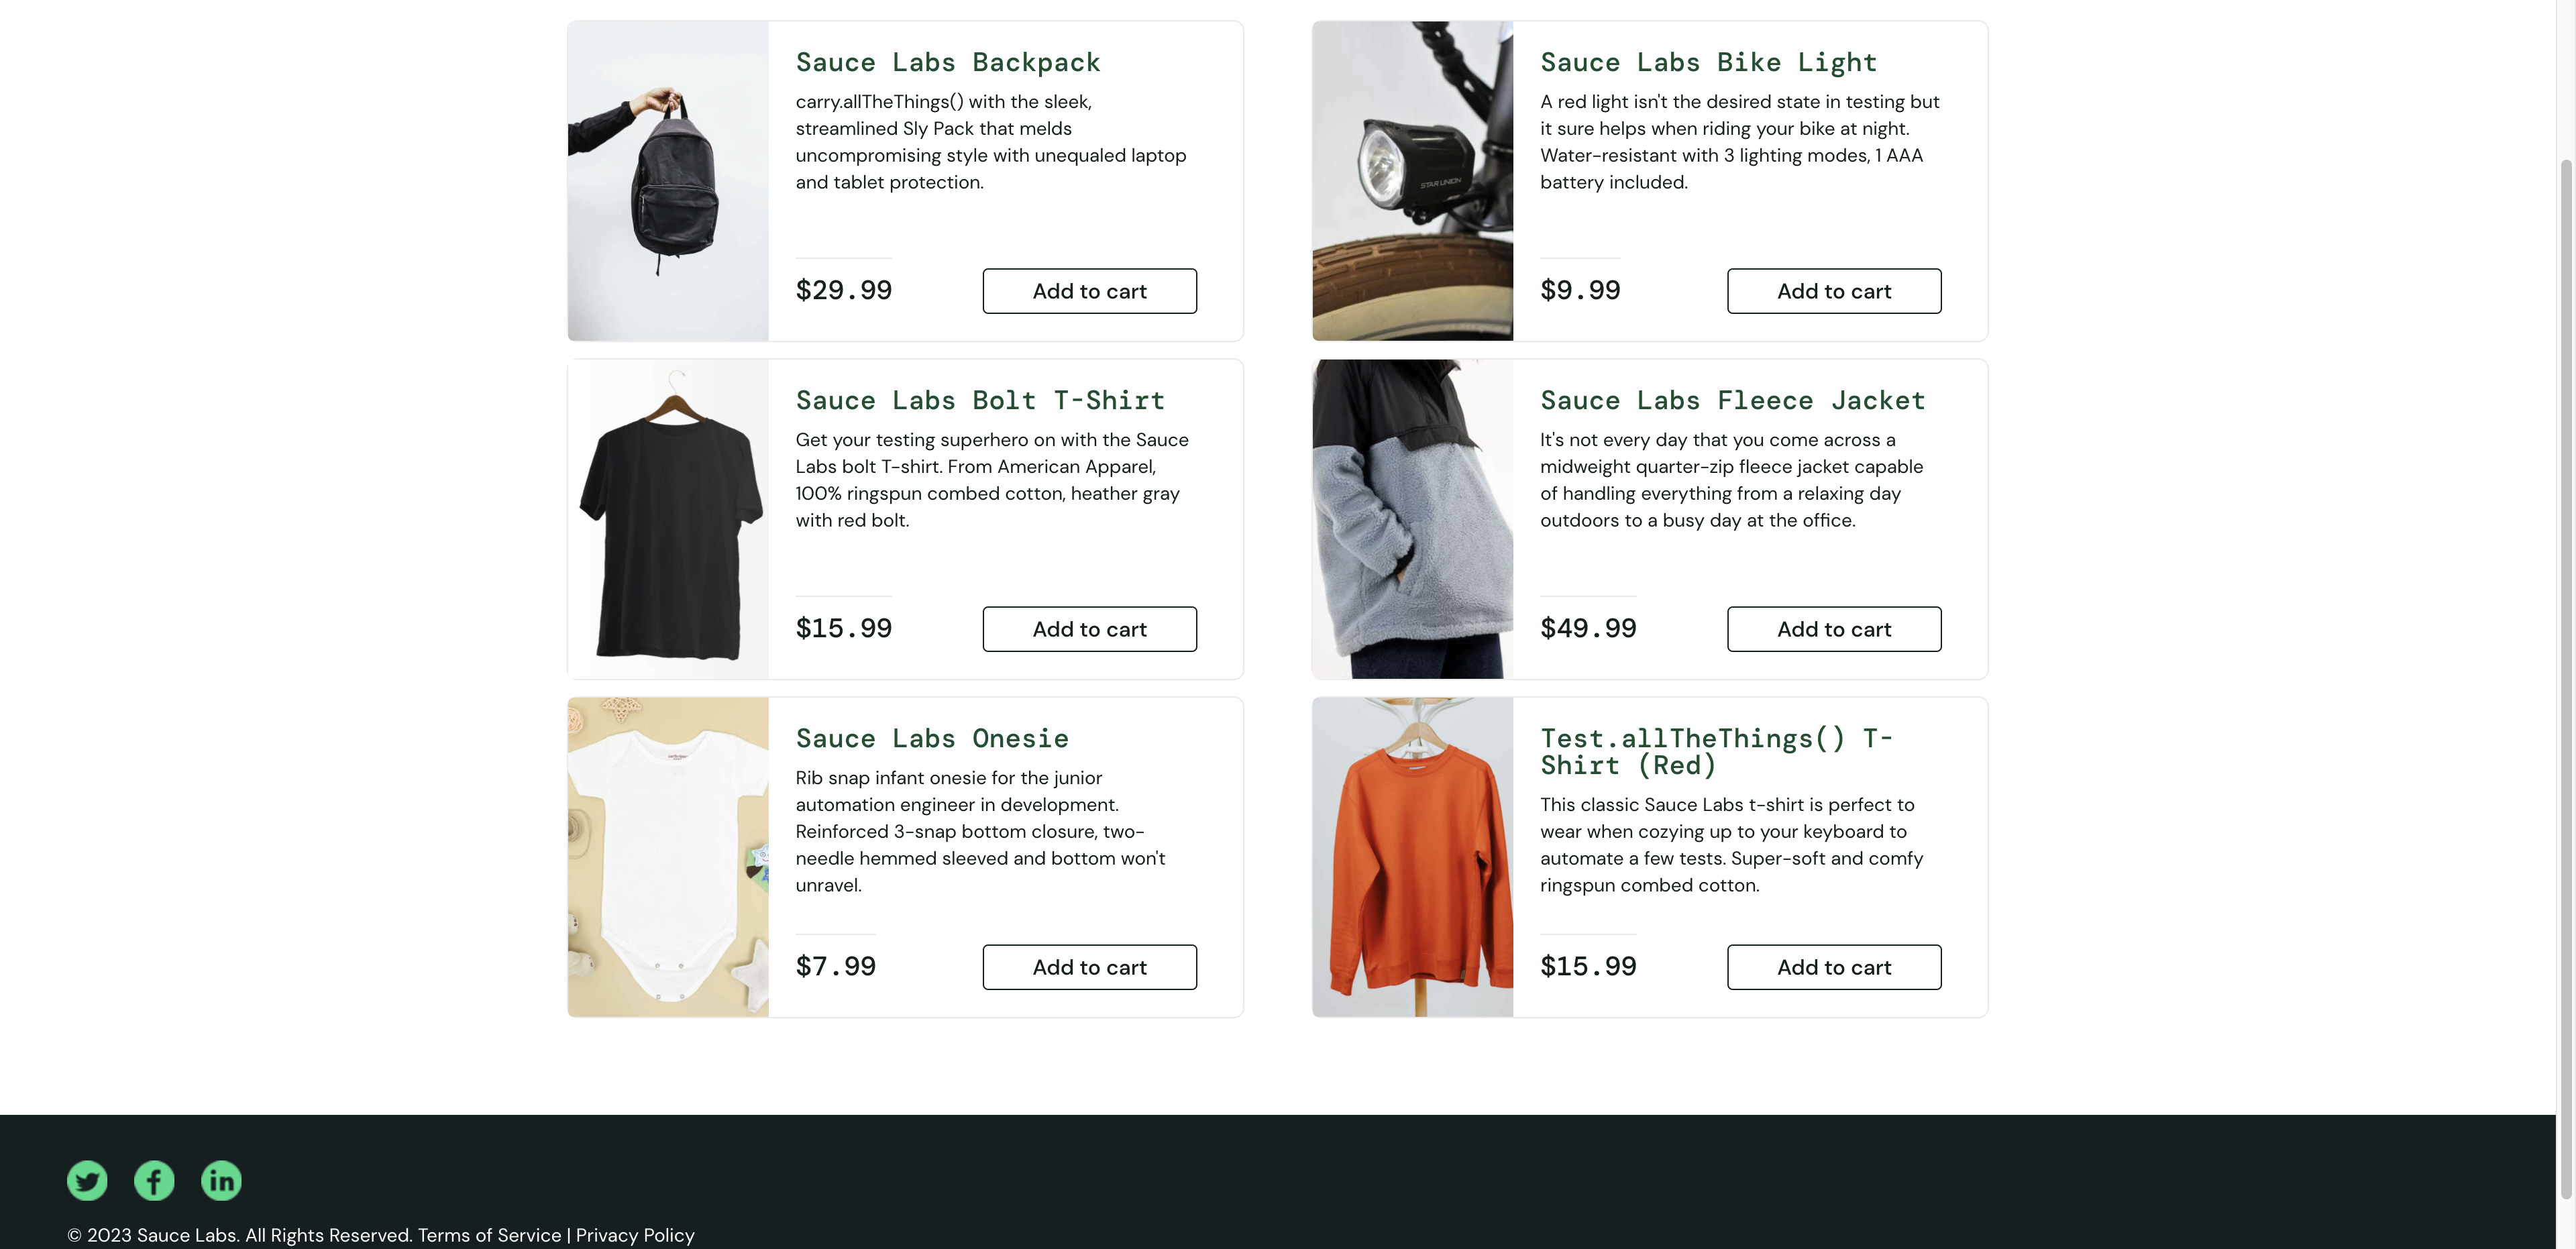 Sauce Labs Backpack
carry.allTheThings() with the sleek,
streamlined Sly Pack that melds
uncompromising style with unequaled laptop
and tablet protection.
$29.99
Add to cart
Sauce Labs Bike Light
A red light isn't the desired state in testing but
it sure helps when riding your bike at night.
Water-resistant with 3 lighting modes, 1 AAA
battery included.
STAR UNION
$9.99
Add to cart
Sauce Labs Bolt T-Shirt
Get your testing superhero on with the Sauce
Labs bolt T-shirt. From American Apparel,
100% ringspun combed cotton, heather gray
with red bolt.
$15.99
Add to cart
Sauce Labs Fleece Jacket
It's not every day that you come across a
midweight quarter-zip fleece jacket capable
of handling everything from a relaxing day
outdoors to a busy day at the office.
$49.99
Add to cart
Sauce Labs Onesie
Rib snap infant onesie for the junior
automation engineer in development.
Reinforced 3-snap bottom closure, two-
needle hemmed sleeved and bottom won't
unravel.
$7.99
Add to cart
Test.allTheThings() T-
Shirt (Red)
This classic Sauce Labs t-shirt is perfect to
wear when cozying up to your keyboard to
automate a few tests. Super-soft and comfy
ringspun combed cotton.
$15.99
Add to cart
© 2023 Sauce Labs. All Rights Reserved. Terms of Service | Privacy Policy